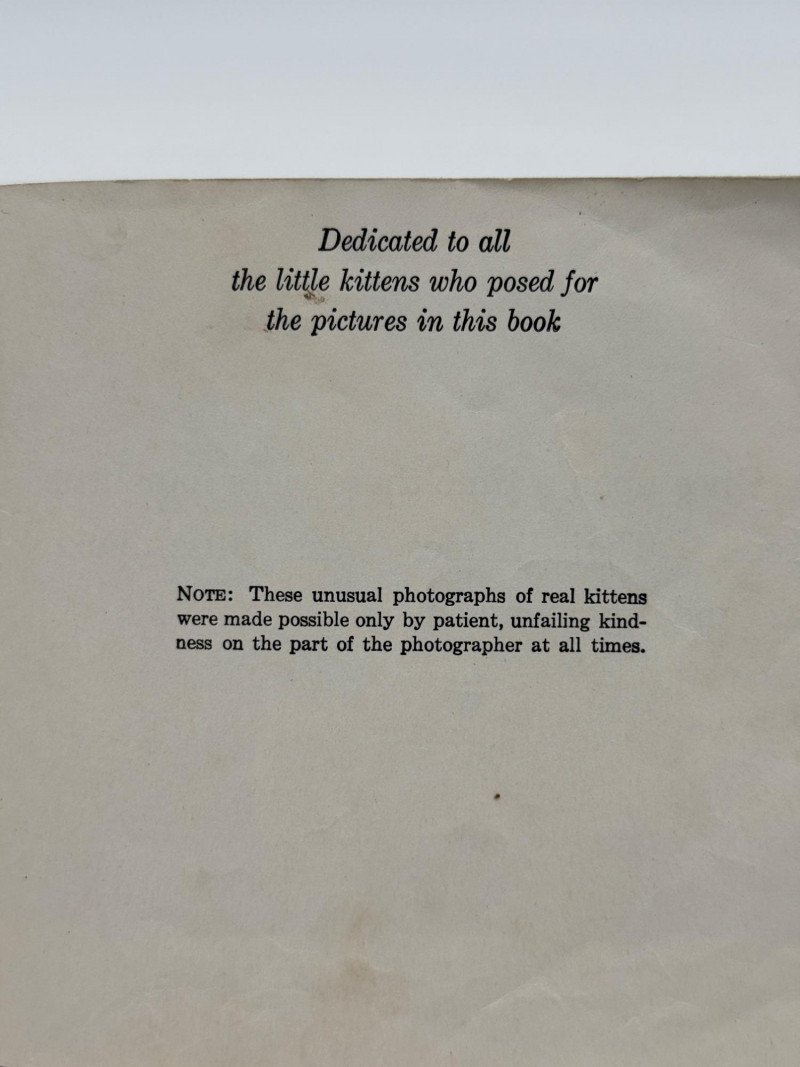 Dedicated to all
the little kittens who posed for
the pictures in this book
NOTE: These unusual photographs of real kittens
were made possible only by patient, unfailing kind-
ness on the part of the photographer at all times.